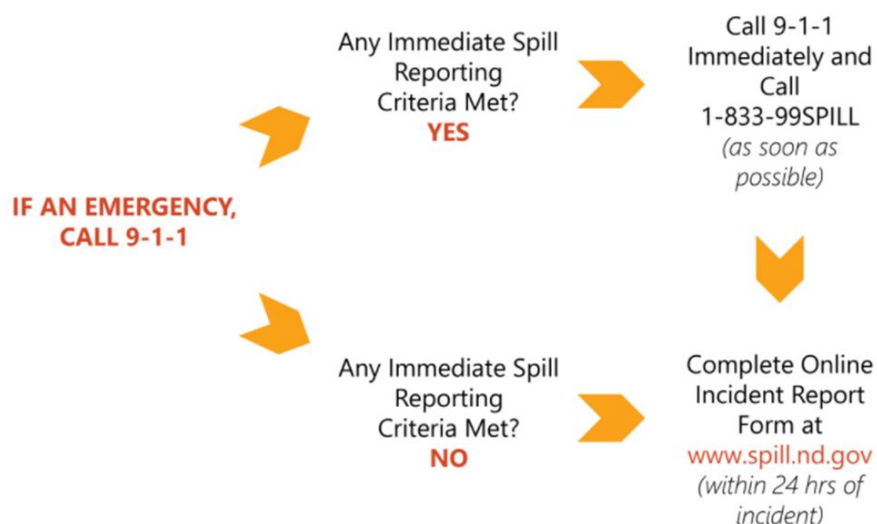 IF AN EMERGENCY,
CALL 9-1-1
Any Immediate Spill
Reporting
Criteria Met?
YES
Call 9-1-1
Immediately and
Call
1-833-99SPILL
(as soon as
possible)
Any Immediate Spill
Reporting
Criteria Met?
NO
Complete Online
Incident Report
Form at
www.spill.nd.gov
(within 24 hrs of
incident)